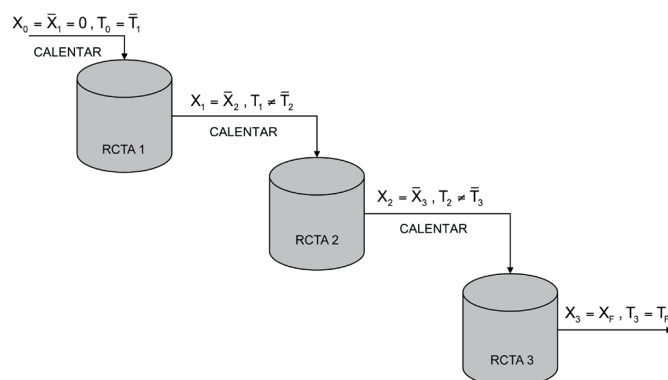 X₀ = X̄₁ = 0 , T₀ = T̄₁
CALENTAR
RCTA 1
X₁ = X̄₂ , T₁ ≠ T̄₂
CALENTAR
RCTA 2
X₂ = X̄₃ , T₂ ≠ T̄₃
CALENTAR
RCTA 3
X₃ = X_F , T₃ = T_F